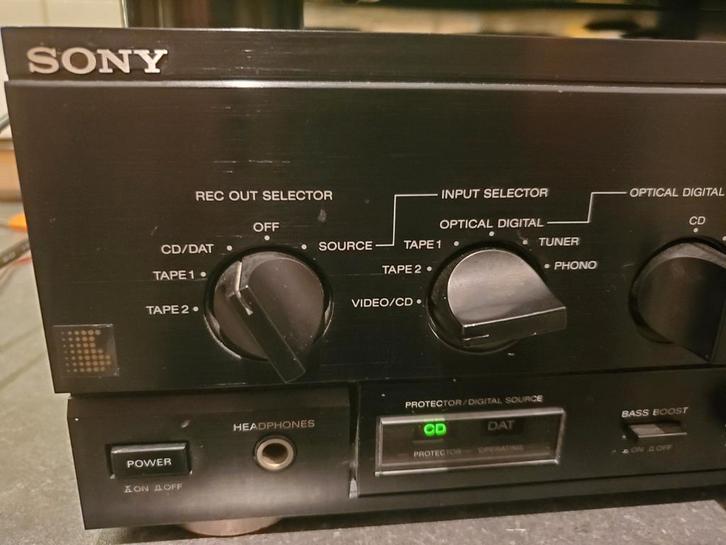 SONY
REC OUT SELECTOR
INPUT SELECTOR
OPTICAL DIGITAL
OFF
OPTICAL DIGITAL
CD
CD/DAT
SOURCE
TAPE 1
TUNER
TAPE 1
TAPE 2
PHONO
TAPE 2
VIDEO/CD
PROTECTOR/DIGITAL SOURCE
HEADPHONES
CD
DAT
BASS BOOST
PROTECTOR
OPERATING
POWER
ON
OFF
ON
OFF